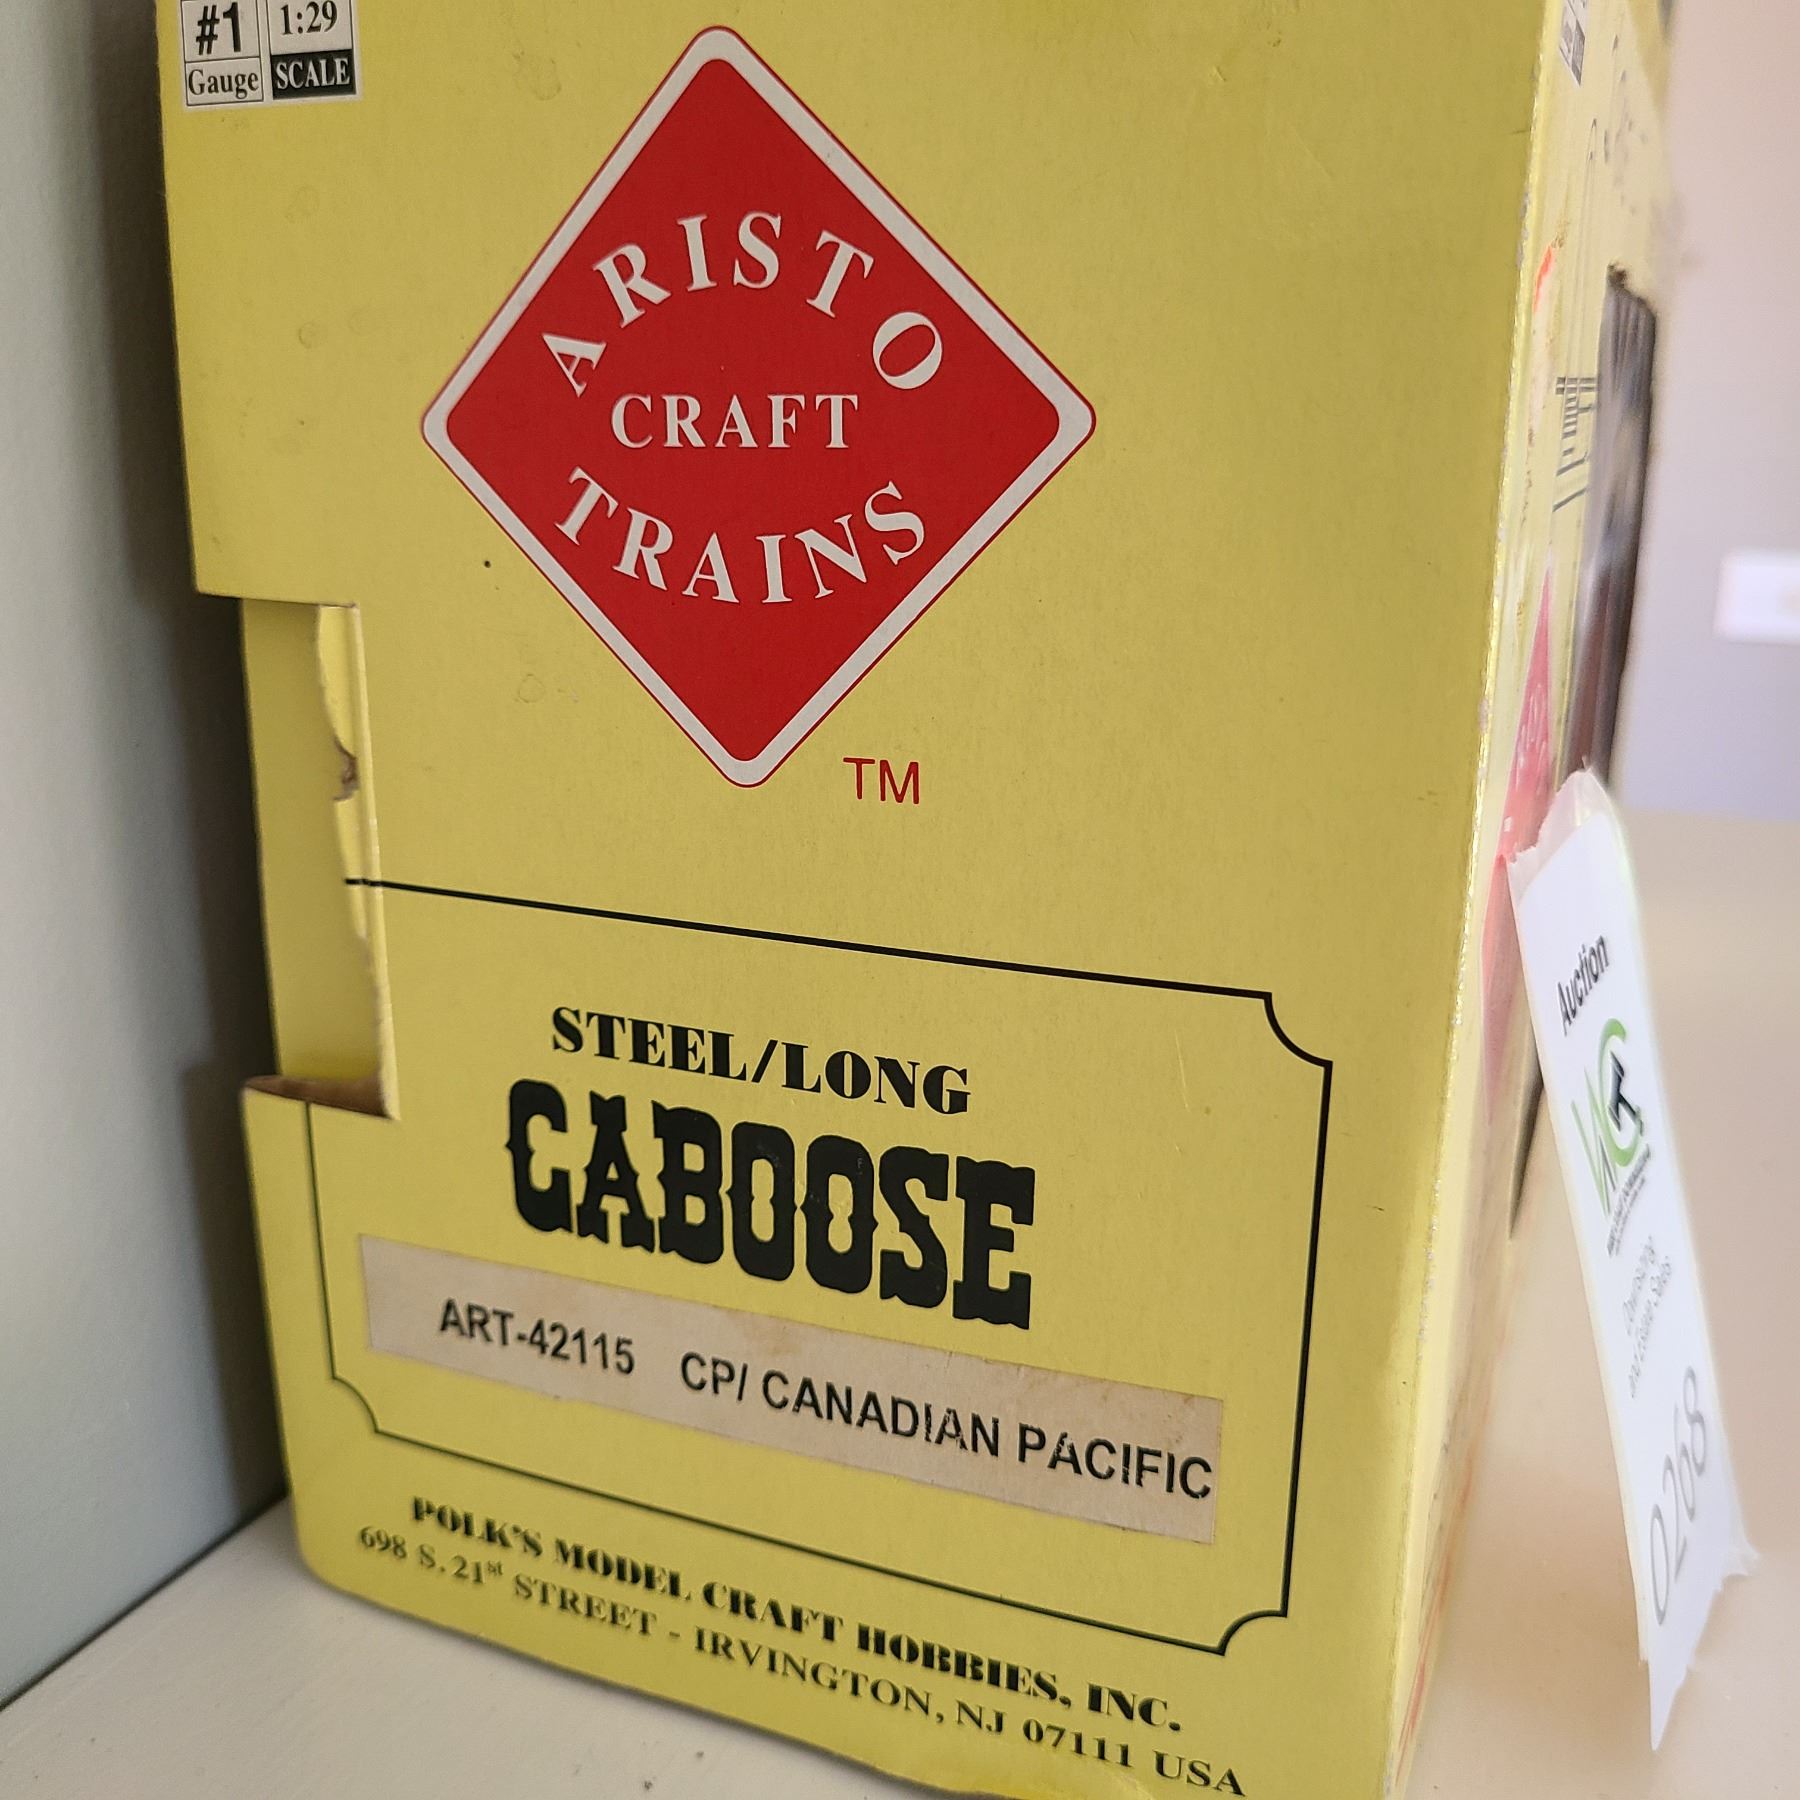 #1
Gauge
1:29
SCALE
ARISTO
CRAFT
TRAINS
TM
STEEL/LONG
CABOOSE
ART-42115 CP/ CANADIAN PACIFIC
POLK'S MODEL CRAFT HOBBIES, INC.
698 S. 21st STREET - IRVINGTON, NJ 07111 USA
Auction
0268